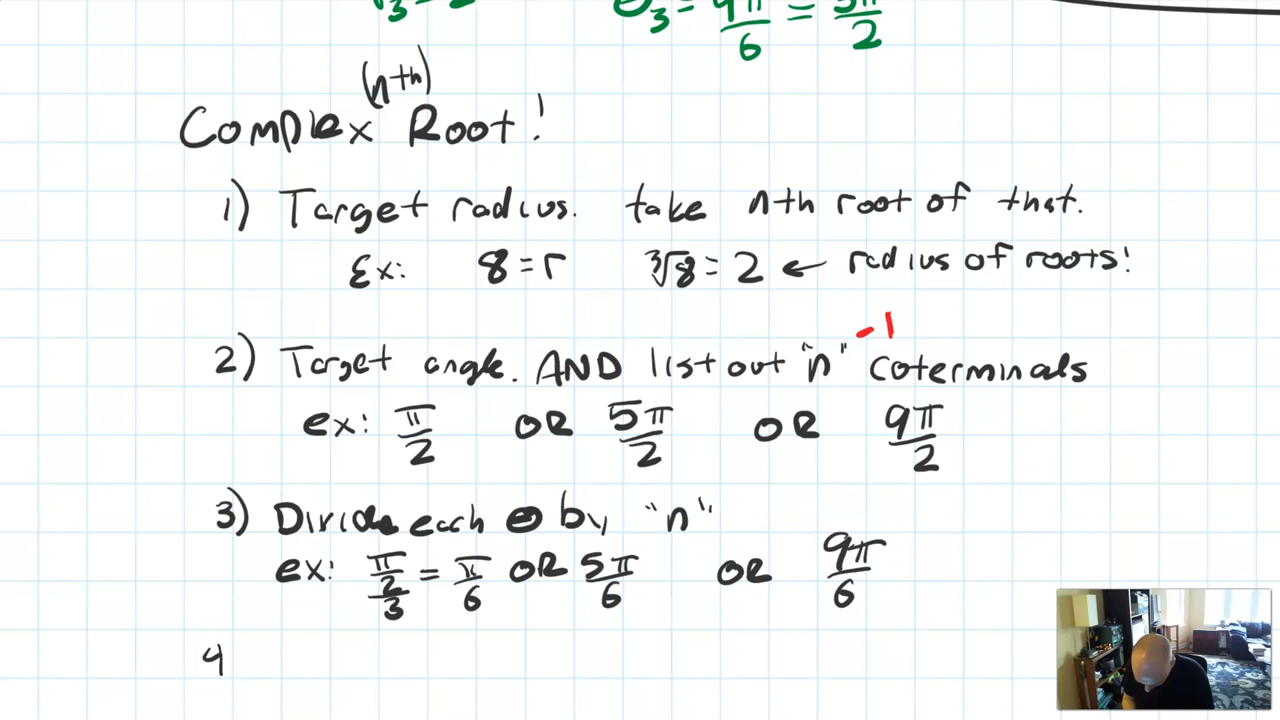 r3 = 2 θ3 = 9π/6 = 3π/2
(nth)
Complex Root!
1) Target radius. take nth root of that.
Ex: 8 = r ∛8 = 2 ← radius of roots!
-1
2) Target angle. AND list out "n" coterminals
ex: π/2 OR 5π/2 OR 9π/2
3) Divide each θ by "n"
ex: π/2/3 = π/6 OR 5π/6 OR 9π/6
4